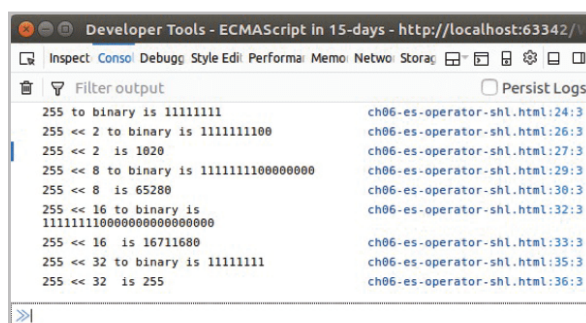 Developer Tools - ECMAScript in 15-days - http://localhost:63342/
Inspect Conso Debugg Style Edit Performa Memo Netwo Storag
Filter output Persist Logs
255 to binary is 11111111 ch06-es-operator-shl.html:24:3
255 << 2 to binary is 1111111100 ch06-es-operator-shl.html:26:3
255 << 2 is 1020 ch06-es-operator-shl.html:27:3
255 << 8 to binary is 1111111100000000 ch06-es-operator-shl.html:29:3
255 << 8 is 65280 ch06-es-operator-shl.html:30:3
255 << 16 to binary is ch06-es-operator-shl.html:32:3
111111110000000000000000
255 << 16 is 16711680 ch06-es-operator-shl.html:33:3
255 << 32 to binary is 11111111 ch06-es-operator-shl.html:35:3
255 << 32 is 255 ch06-es-operator-shl.html:36:3